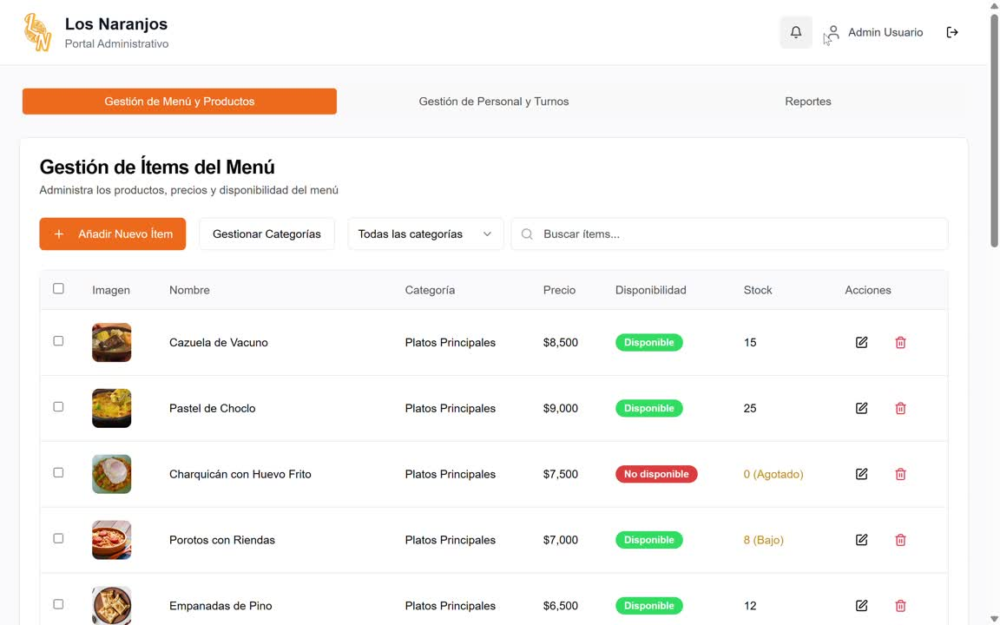 LN
Los Naranjos
Portal Administrativo
Admin Usuario
Gestión de Menú y Productos
Gestión de Personal y Turnos
Reportes
Gestión de Ítems del Menú
Administra los productos, precios y disponibilidad del menú
+ Añadir Nuevo Ítem
Gestionar Categorías
Todas las categorías
Buscar ítems...
Imagen Nombre Categoría Precio Disponibilidad Stock Acciones
Cazuela de Vacuno Platos Principales $8,500 Disponible 15
Pastel de Choclo Platos Principales $9,000 Disponible 25
Charquicán con Huevo Frito Platos Principales $7,500 No disponible 0 (Agotado)
Porotos con Riendas Platos Principales $7,000 Disponible 8 (Bajo)
Empanadas de Pino Platos Principales $6,500 Disponible 12